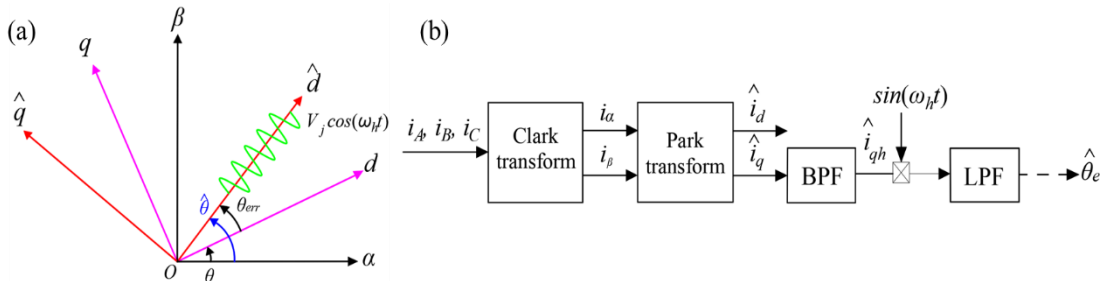 (a)
β
q
q̂
d̂
V_j cos(ω_h t)
d
θ_err
θ̂
θ
O
α
(b)
i_A, i_B, i_C
Clark
transform
i_α
i_β
Park
transform
î_d
î_q
BPF
î_qh
sin(ω_h t)
LPF
θ̂_e